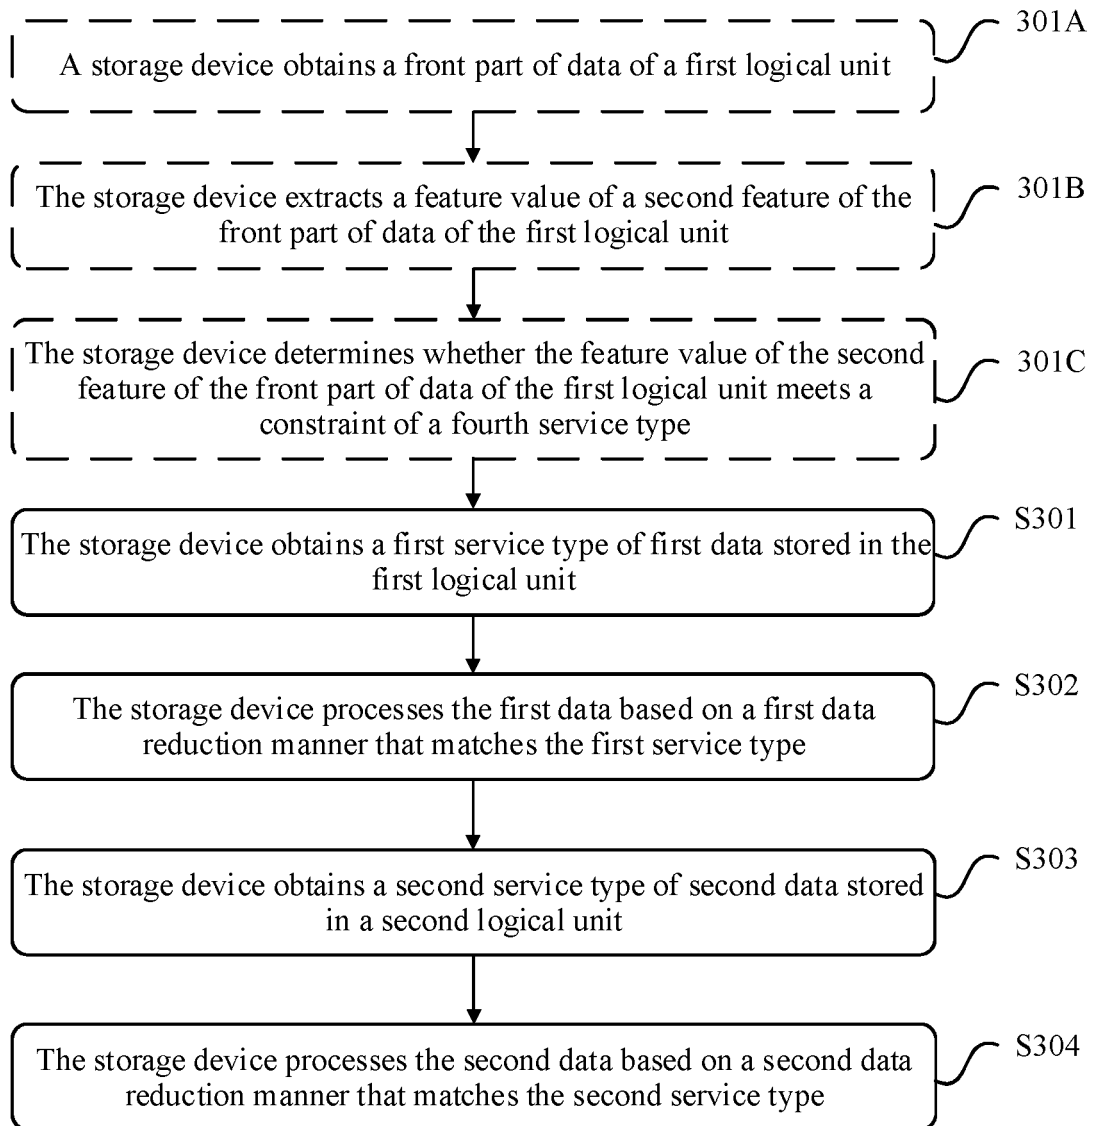 301A
A storage device obtains a front part of data of a first logical unit
301B
The storage device extracts a feature value of a second feature of the
front part of data of the first logical unit
301C
The storage device determines whether the feature value of the second
feature of the front part of data of the first logical unit meets a
constraint of a fourth service type
S301
The storage device obtains a first service type of first data stored in the
first logical unit
S302
The storage device processes the first data based on a first data
reduction manner that matches the first service type
S303
The storage device obtains a second service type of second data stored
in a second logical unit
S304
The storage device processes the second data based on a second data
reduction manner that matches the second service type